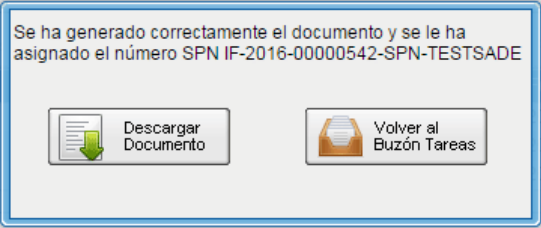 Se ha generado correctamente el documento y se le ha
asignado el número SPN IF-2016-00000542-SPN-TESTSADE
Descargar
Documento
Volver al
Buzón Tareas